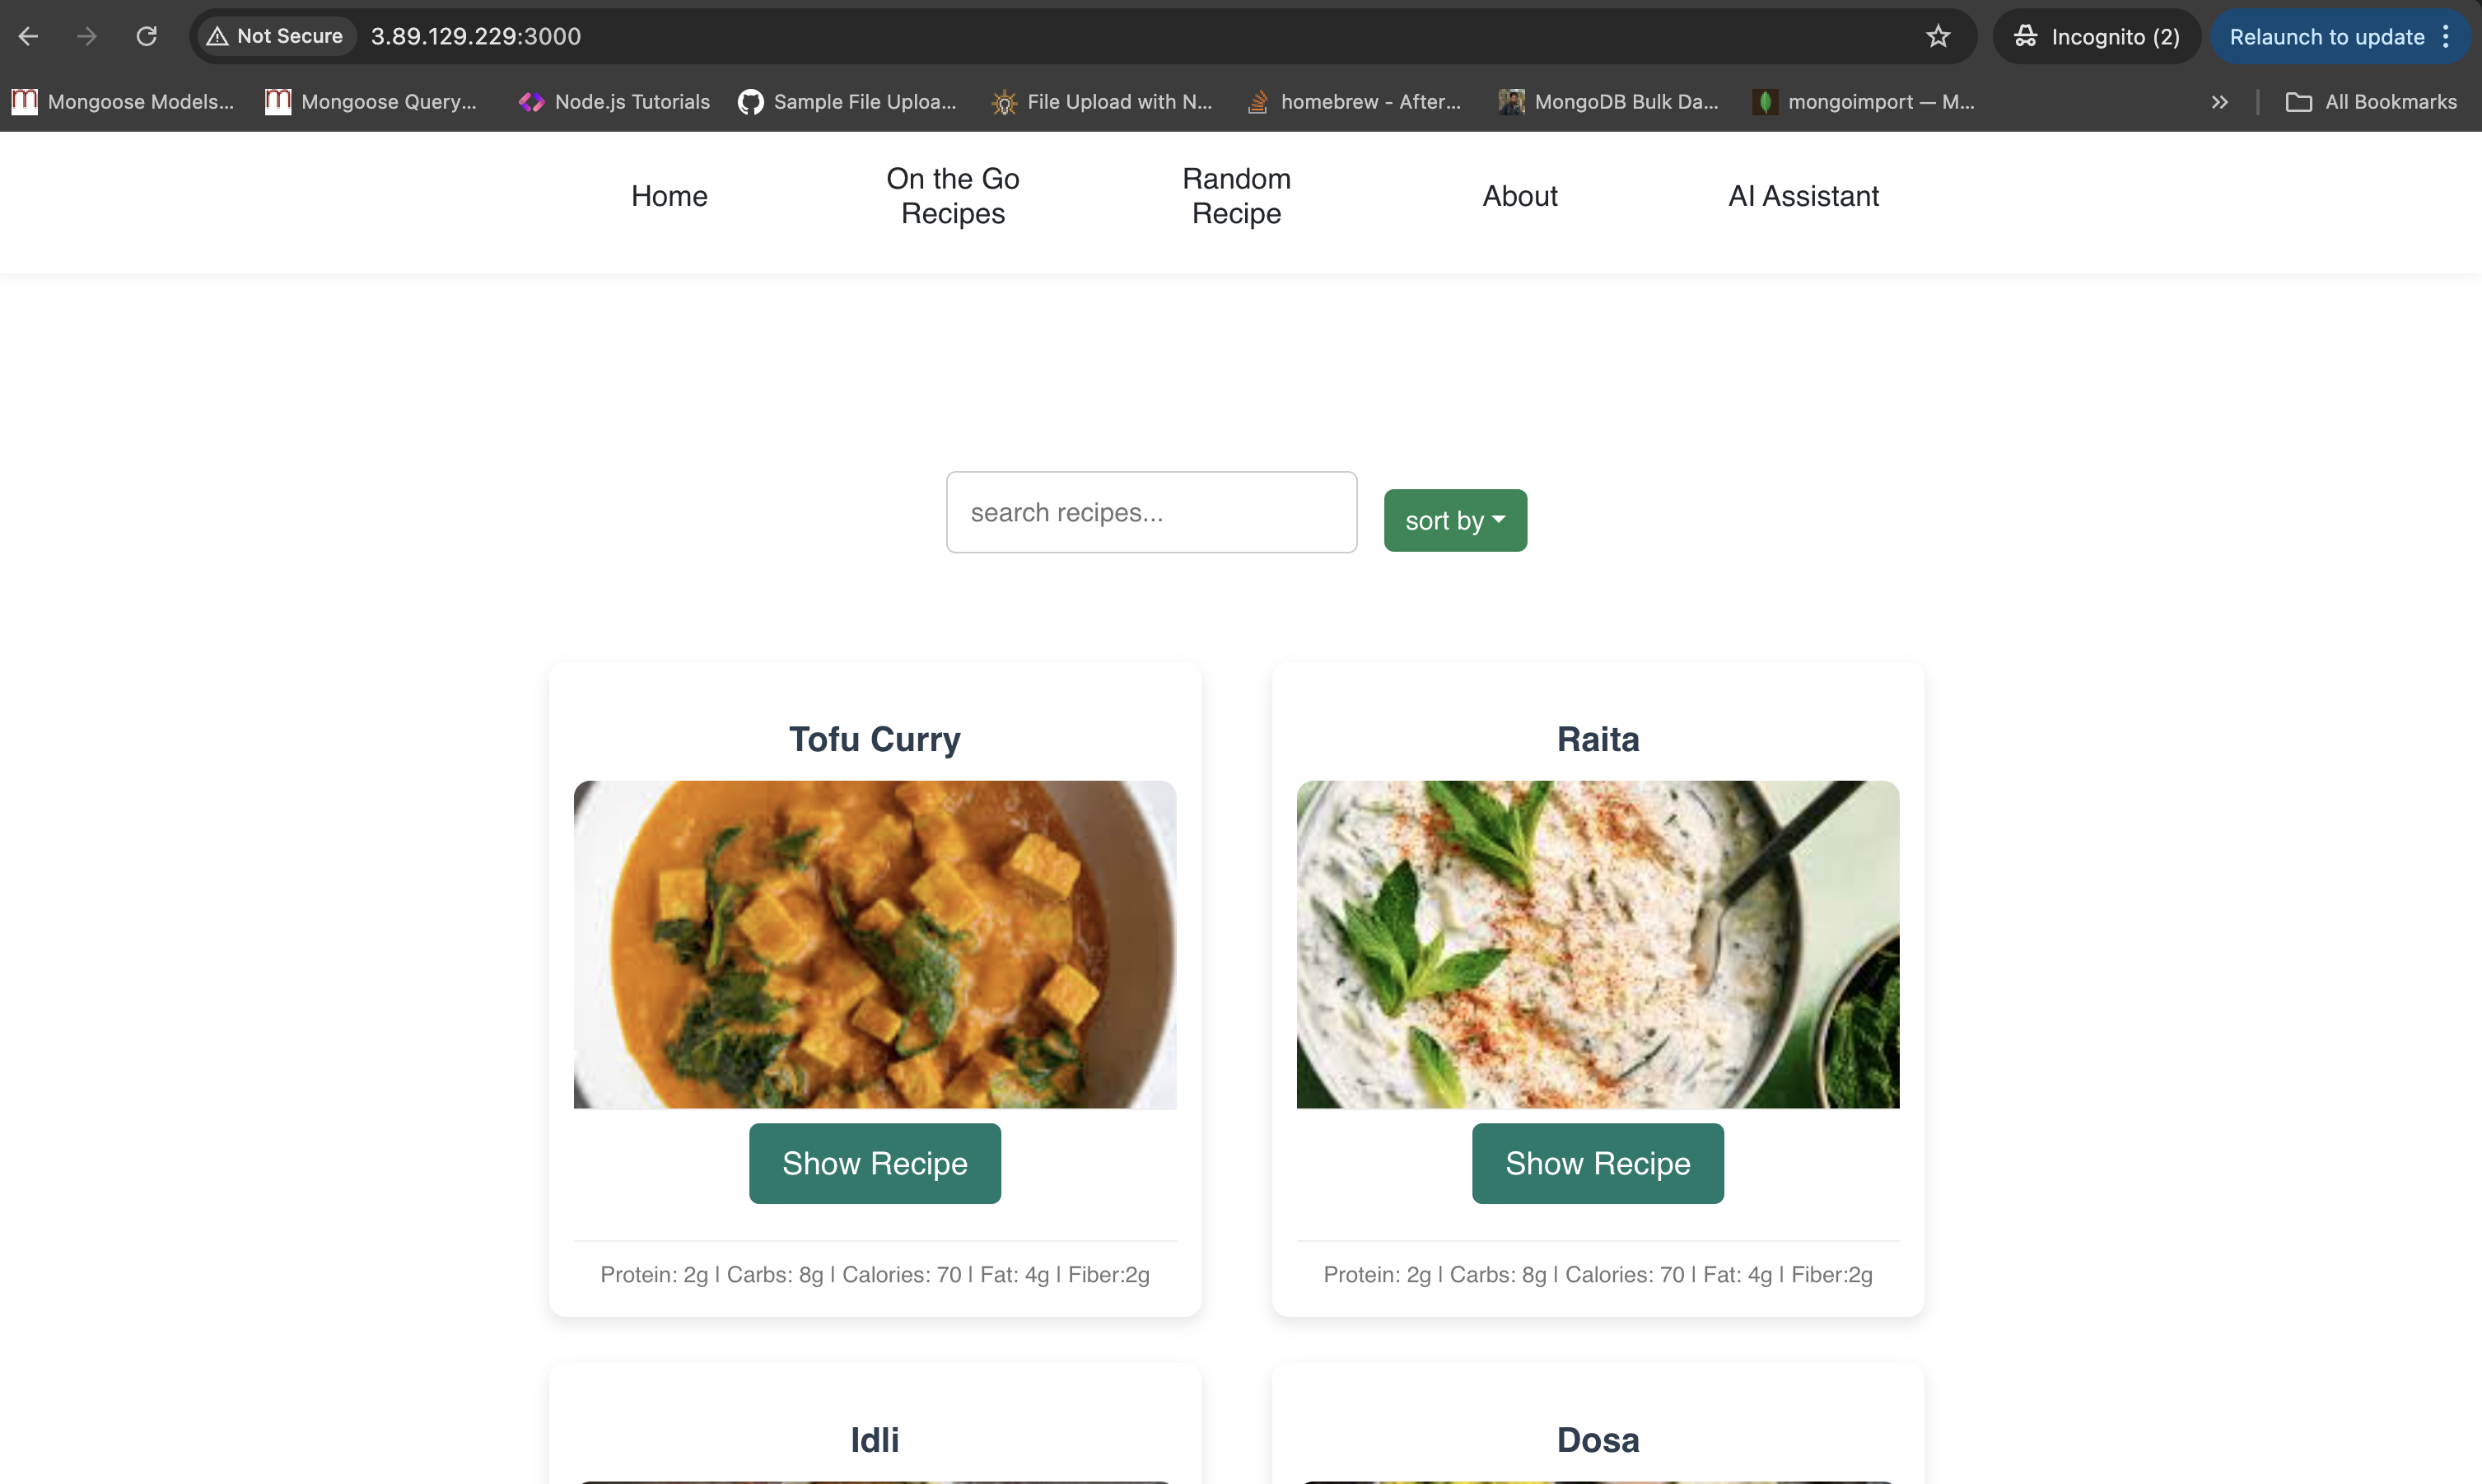 Not Secure 3.89.129.229:3000 Incognito (2) Relaunch to update
Mongoose Models... Mongoose Query... Node.js Tutorials Sample File Uploa... File Upload with N... homebrew - After... MongoDB Bulk Da... mongoimport — M... All Bookmarks
Home
On the Go
Recipes
Random
Recipe
About
AI Assistant
search recipes...
sort by
Tofu Curry
Show Recipe
Protein: 2g | Carbs: 8g | Calories: 70 | Fat: 4g | Fiber:2g
Raita
Show Recipe
Protein: 2g | Carbs: 8g | Calories: 70 | Fat: 4g | Fiber:2g
Idli
Dosa